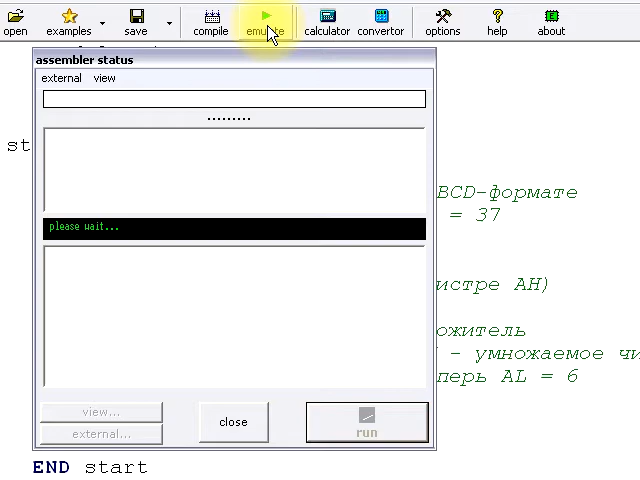 open examples save compile emulate calculator convertor options help about
assembler status
external view
.........
st
BCD-формате
= 37
please wait...
истре AH)
ожитель
- умножаемое чи
перь AL = 6
view...
external...
close
run
END start